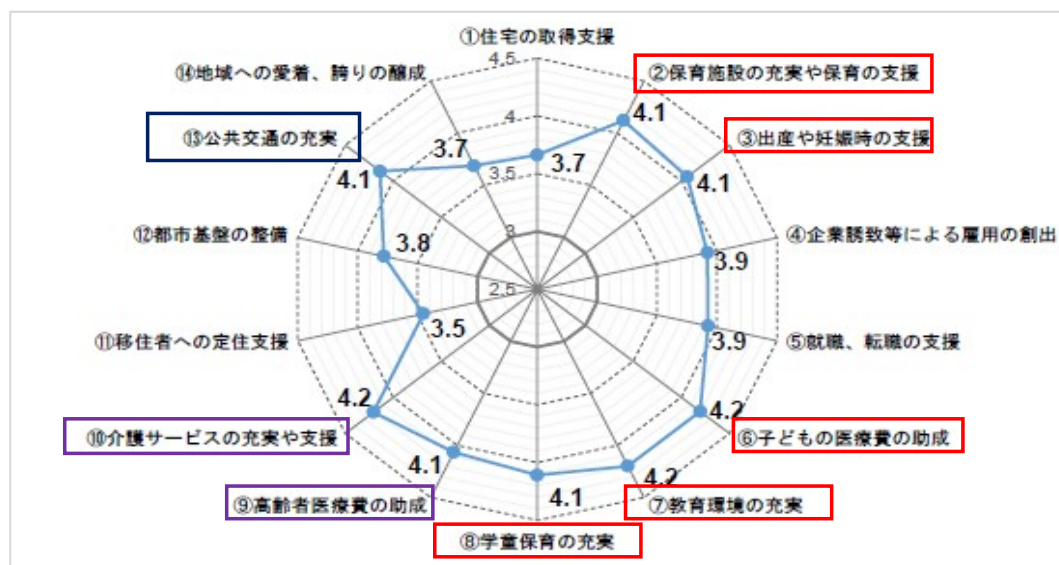 ①住宅の取得支援
②保育施設の充実や保育の支援
③出産や妊娠時の支援
④企業誘致等による雇用の創出
⑤就職、転職の支援
⑥子どもの医療費の助成
⑦教育環境の充実
⑧学童保育の充実
⑨高齢者医療費の助成
⑩介護サービスの充実や支援
⑪移住者への定住支援
⑫都市基盤の整備
⑬公共交通の充実
⑭地域への愛着、誇りの醸成
4.5
4
3.5
3
2.5
3.7
4.1
4.1
3.9
3.9
4.2
4.2
4.1
4.1
4.2
3.5
3.8
4.1
3.7